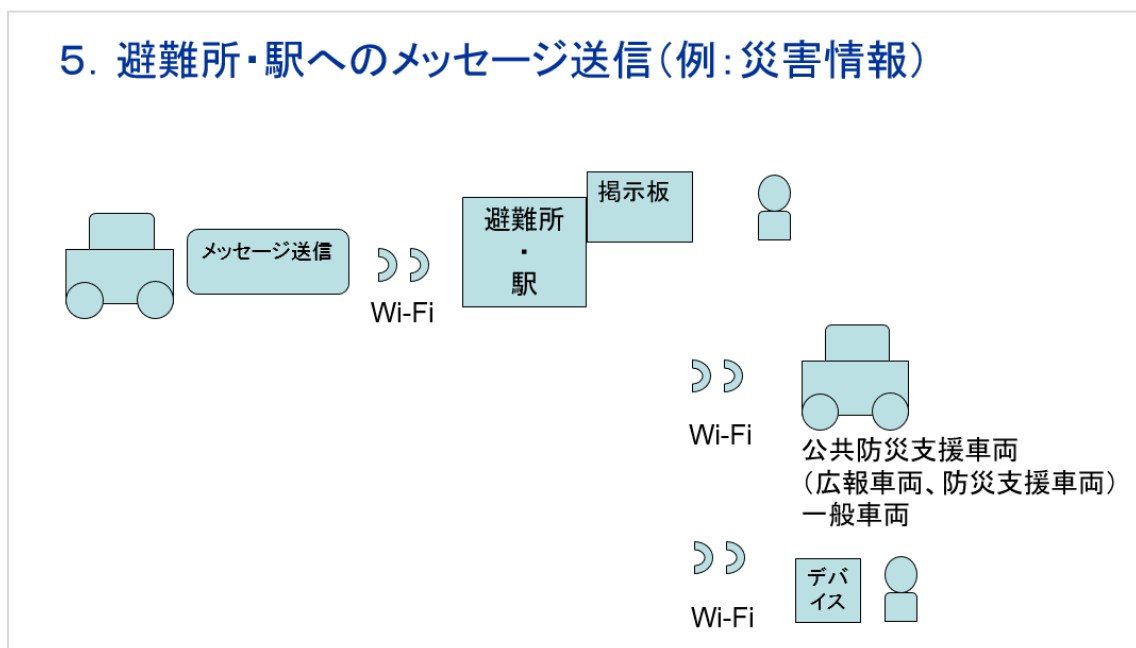 ５．避難所・駅へのメッセージ送信（例：災害情報）
メッセージ送信
Wi-Fi
避難所
・
駅
掲示板
Wi-Fi
公共防災支援車両
（広報車両、防災支援車両）
一般車両
Wi-Fi
デバ
イス